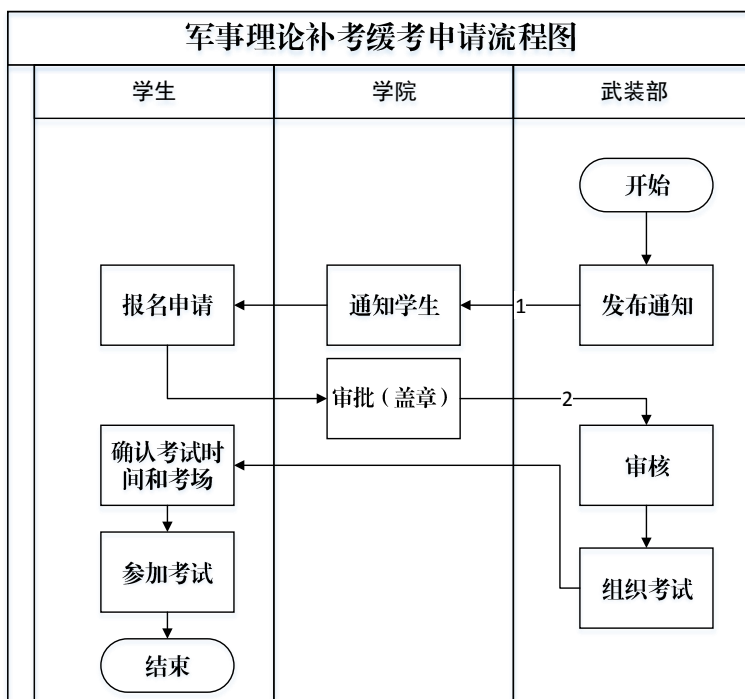 军事理论补考缓考申请流程图
学生
学院
武装部
开始
报名申请
通知学生
1
发布通知
审批（盖章）
2
确认考试时
间和考场
审核
参加考试
组织考试
结束